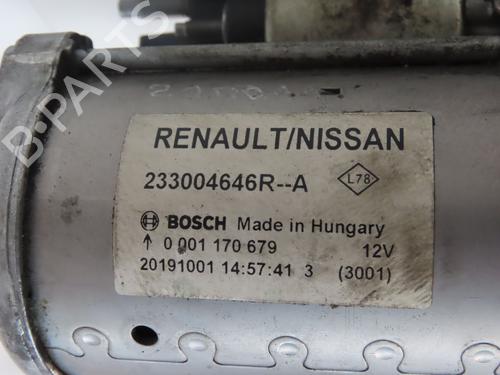 B-PARTS
RENAULT/NISSAN
233004646R--A
L78
BOSCH Made in Hungary
↑ 0 001 170 679 12V
20191001 14:57:41 3 (3001)